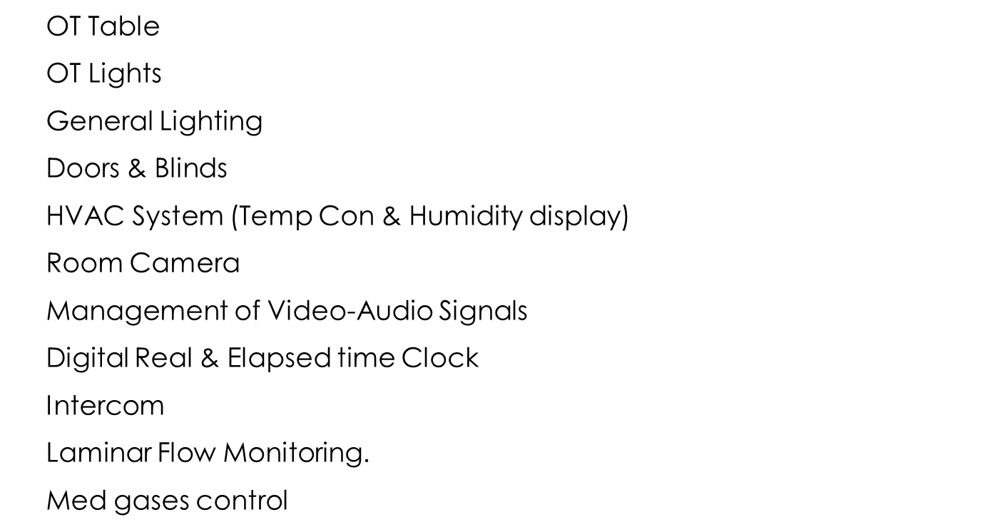 OT Table
OT Lights
General Lighting
Doors & Blinds
HVAC System (Temp Con & Humidity display)
Room Camera
Management of Video-Audio Signals
Digital Real & Elapsed time Clock
Intercom
Laminar Flow Monitoring.
Med gases control